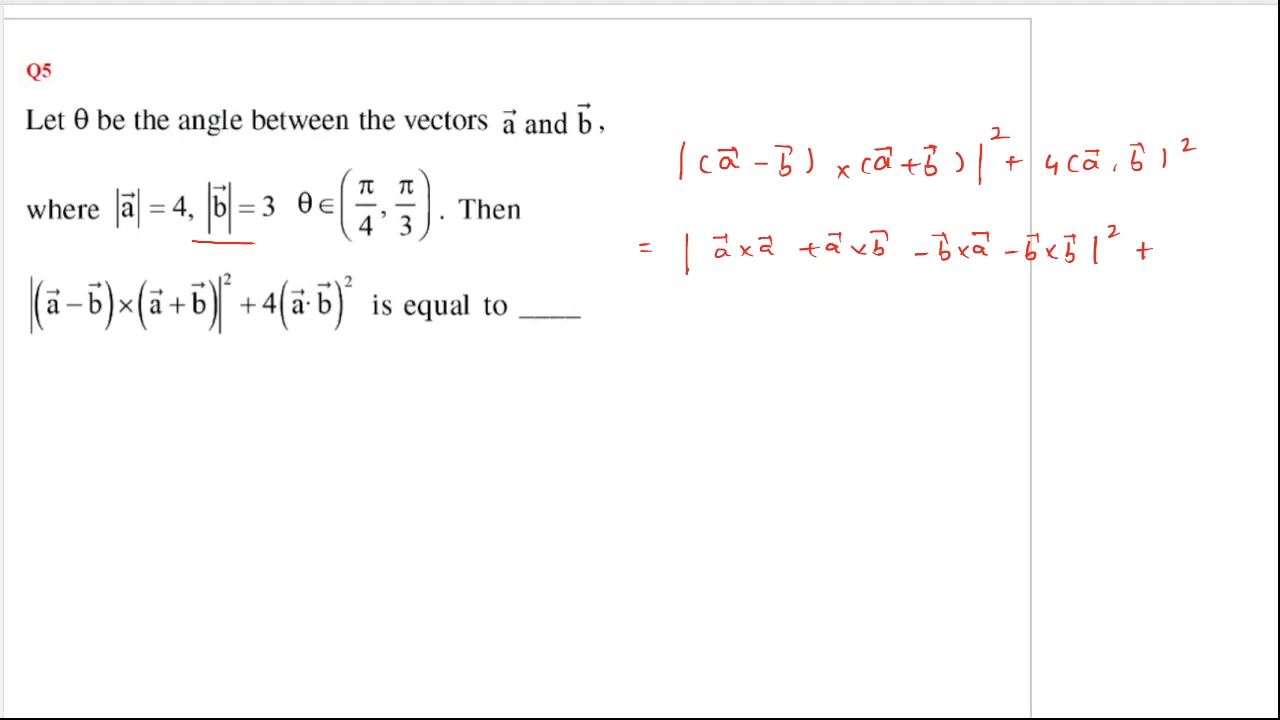 Q5
Let θ be the angle between the vectors a⃗ and b⃗,
where |a⃗| = 4, |b⃗| = 3 θ ∈ (π/4, π/3). Then
|(a⃗ − b⃗) × (a⃗ + b⃗)|² + 4(a⃗ · b⃗)² is equal to ____
|(a⃗ − b⃗) × (a⃗ + b⃗)|² + 4(a⃗ . b⃗)²
= | a⃗ × a⃗ + a⃗ × b⃗ − b⃗ × a⃗ − b⃗ × b⃗ |² +